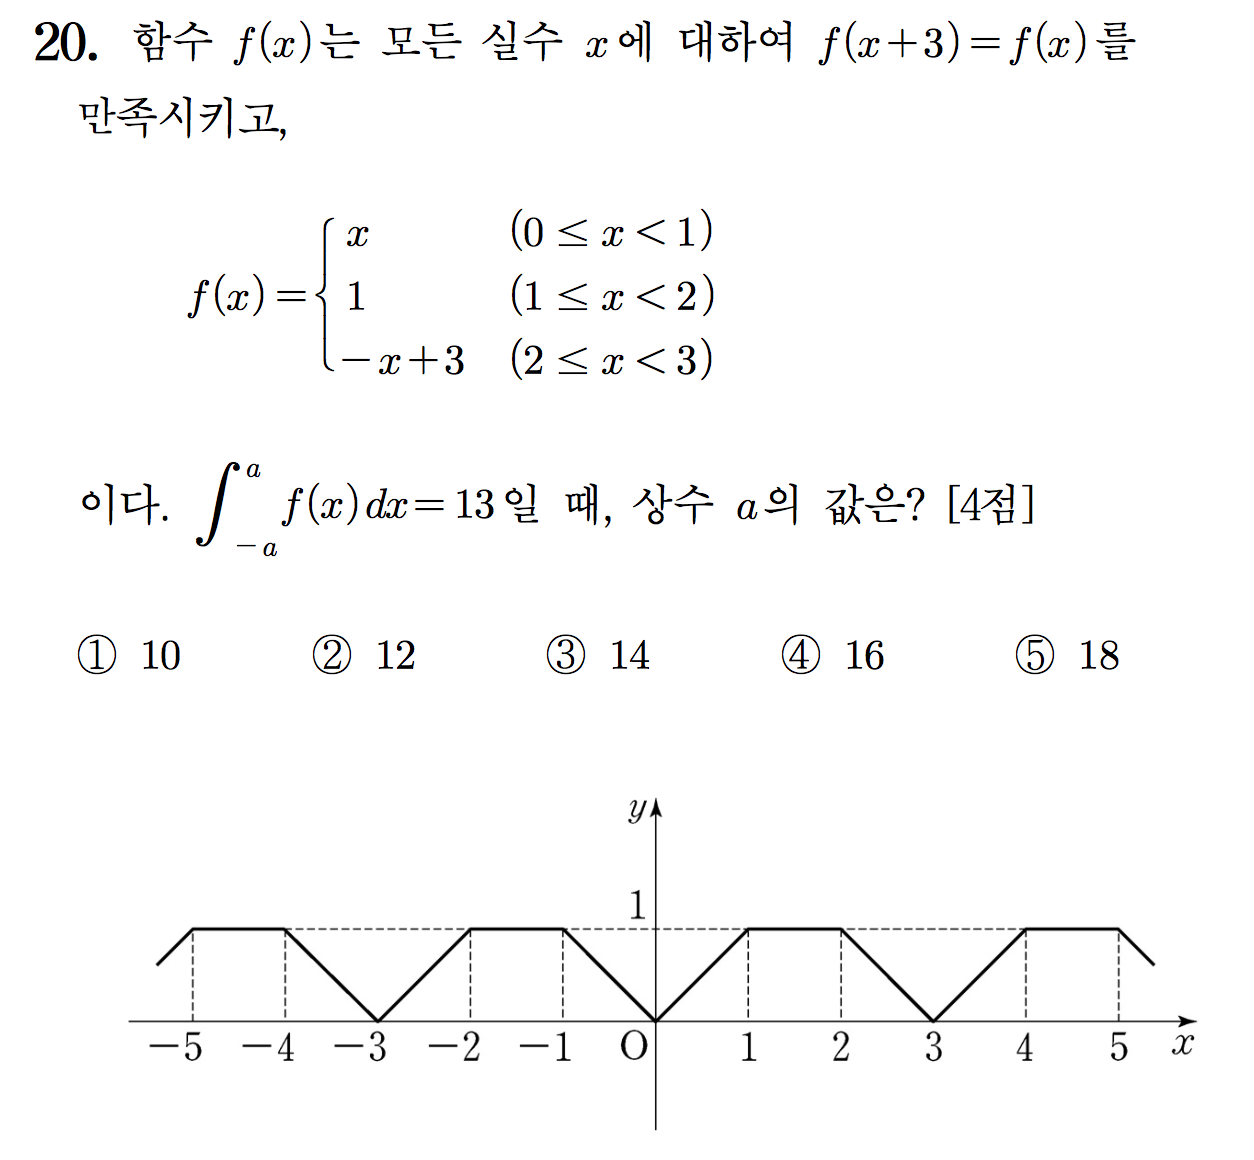 20. 함수 f(x)는 모든 실수 x에 대하여 f(x+3)=f(x)를
만족시키고,
f(x)={ x (0≤x<1)
1 (1≤x<2)
-x+3 (2≤x<3)
이다. ∫_{-a}^{a} f(x)dx=13일 때, 상수 a의 값은? [4점]
① 10 ② 12 ③ 14 ④ 16 ⑤ 18
y
1
-5 -4 -3 -2 -1 O 1 2 3 4 5 x